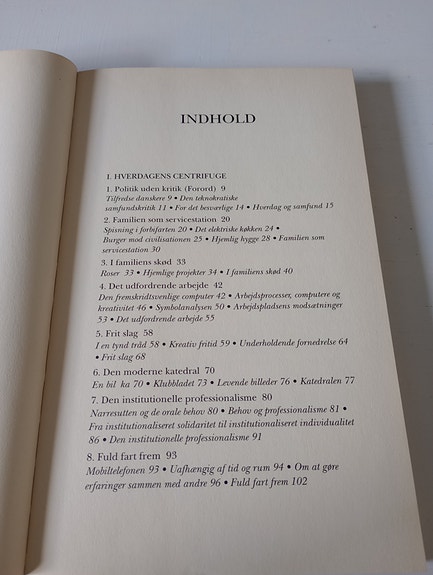 INDHOLD
I. HVERDAGENS CENTRIFUGE
1. Politik uden kritik (Forord) 9
Tilfredse danskere 9 • Den teknokratiske
samfundskritik 11 • For det besværlige 14 • Hverdag og samfund 15
2. Familien som servicestation 20
Spisning i forbifarten 20 • Det elektriske køkken 24 •
Burger mod civilisationen 25 • Hjemlig hygge 28 • Familien som
servicestation 30
3. I familiens skød 33
Roser 33 • Hjemlige projekter 34 • I familiens skød 40
4. Det udfordrende arbejde 42
Den fremskridtsvenlige computer 42 • Arbejdsprocesser, computere og
kreativitet 46 • Symbolanalysen 50 • Arbejdspladsens modsætninger
53 • Det udfordrende arbejde 55
5. Frit slag 58
I en tynd tråd 58 • Kreativ fritid 59 • Underholdende fornedrelse 64
• Frit slag 68
6. Den moderne katedral 70
En bil ka 70 • Klubbladet 73 • Levende billeder 76 • Katedralen 77
7. Den institutionelle professionalisme 80
Narresutten og de orale behov 80 • Behov og professionalisme 81 •
Fra institutionaliseret solidaritet til institutionaliseret individualitet
86 • Den institutionelle professionalisme 91
8. Fuld fart frem 93
Mobiltelefonen 93 • Uafhængig af tid og rum 94 • Om at gøre
erfaringer sammen med andre 96 • Fuld fart frem 102